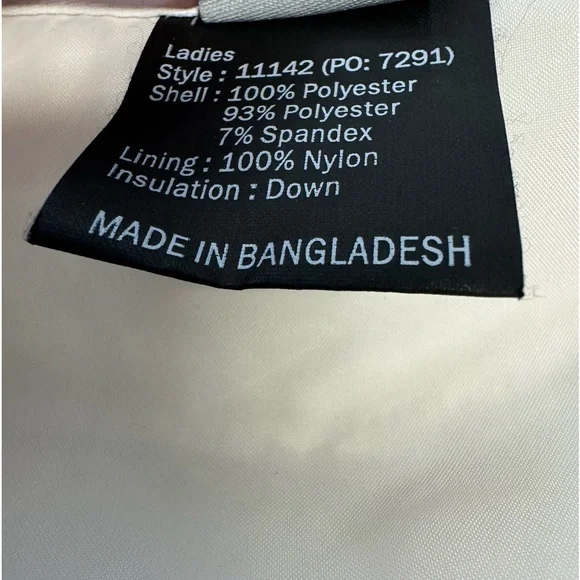 Ladies
Style : 11142 (PO: 7291)
Shell : 100% Polyester
93% Polyester
7% Spandex
Lining : 100% Nylon
Insulation : Down
MADE IN BANGLADESH